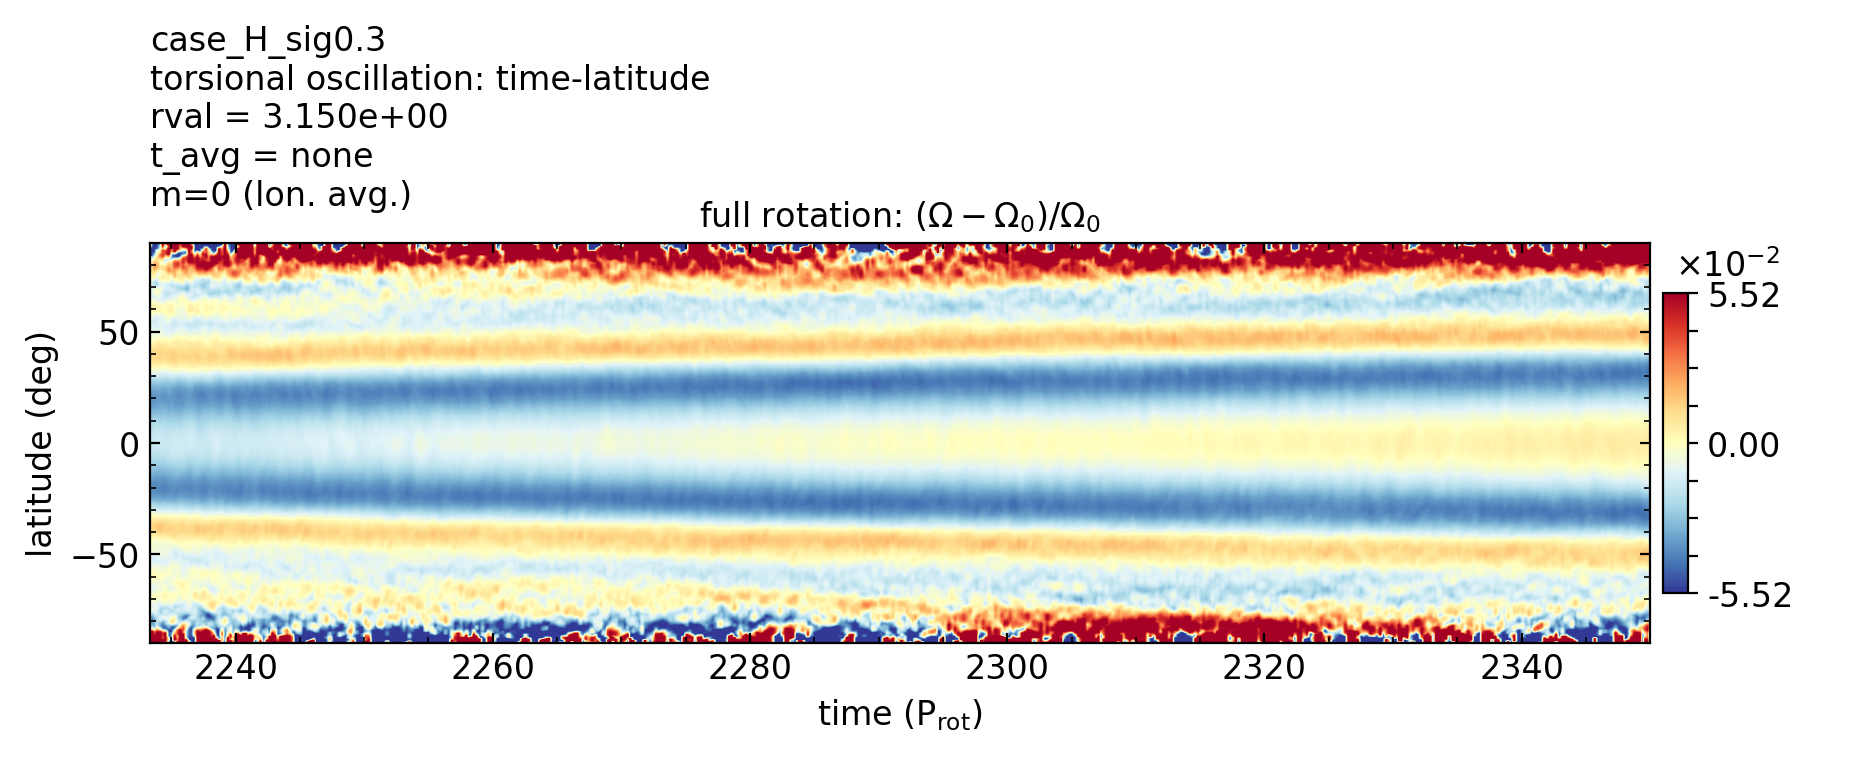 case_H_sig0.3
torsional oscillation: time-latitude
rval = 3.150e+00
t_avg = none
m=0 (lon. avg.)
full rotation: (Ω − Ω₀)/Ω₀
×10⁻²
5.52
0.00
-5.52
latitude (deg)
50
0
−50
2240 2260 2280 2300 2320 2340
time (P_rot)